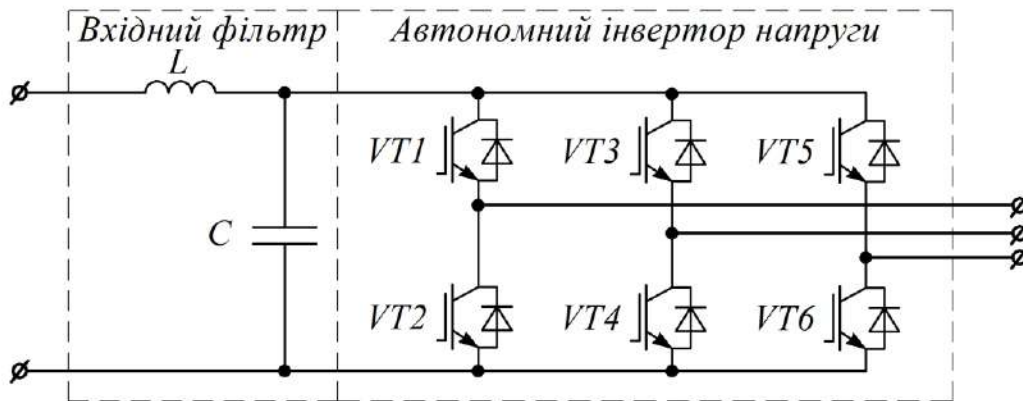 Вхідний фільтр
Автономний інвертор напруги
L
VT1
VT3
VT5
C
VT2
VT4
VT6